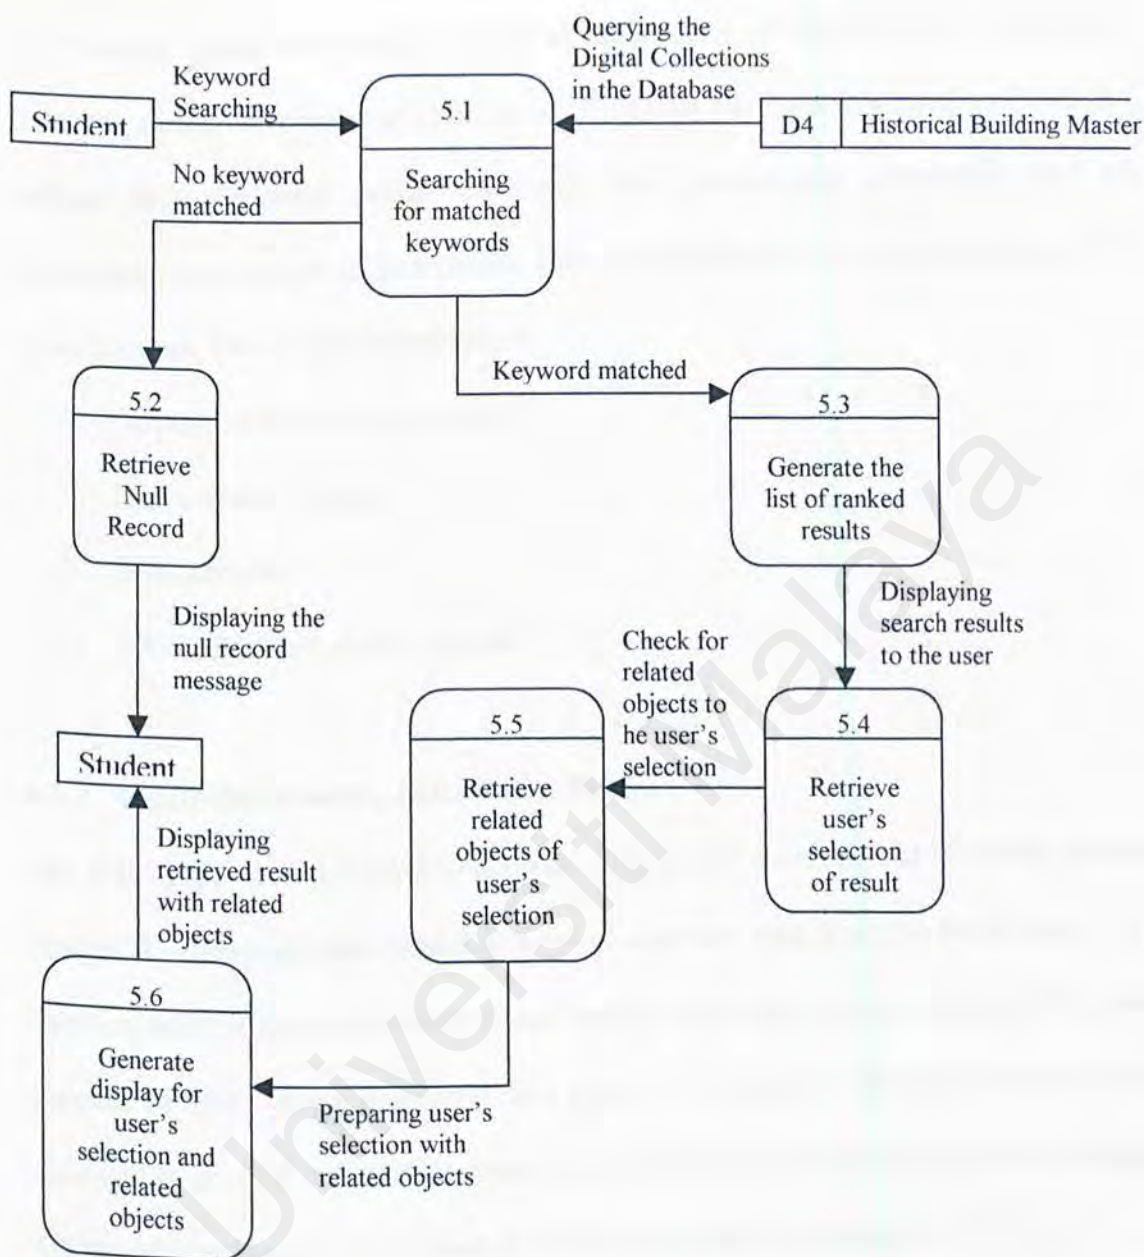 Querying the
Digital Collections
in the Database
Keyword
Searching
Student
5.1
Searching
for matched
keywords
D4
Historical Building Master
No keyword
matched
Keyword matched
5.2
Retrieve
Null
Record
5.3
Generate the
list of ranked
results
Displaying the
null record
message
Displaying
search results
to the user
Check for
related
objects to
he user's
selection
5.4
Retrieve
user's
selection
of result
5.5
Retrieve
related
objects of
user's
selection
Student
Displaying
retrieved result
with related
objects
5.6
Generate
display for
user's
selection and
related
objects
Preparing user's
selection with
related objects
Universiti Malaya